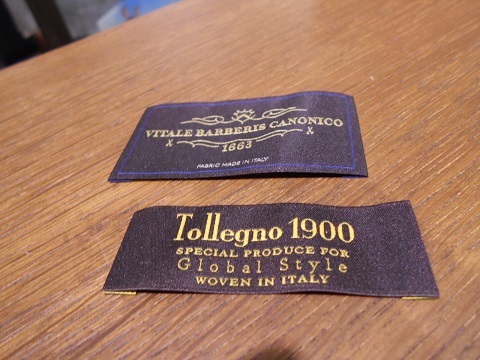 VITALE BARBERIS CANONICO
1663
FABRIC MADE IN ITALY
Tollegno 1900
SPECIAL PRODUCE FOR
Global Style
WOVEN IN ITALY